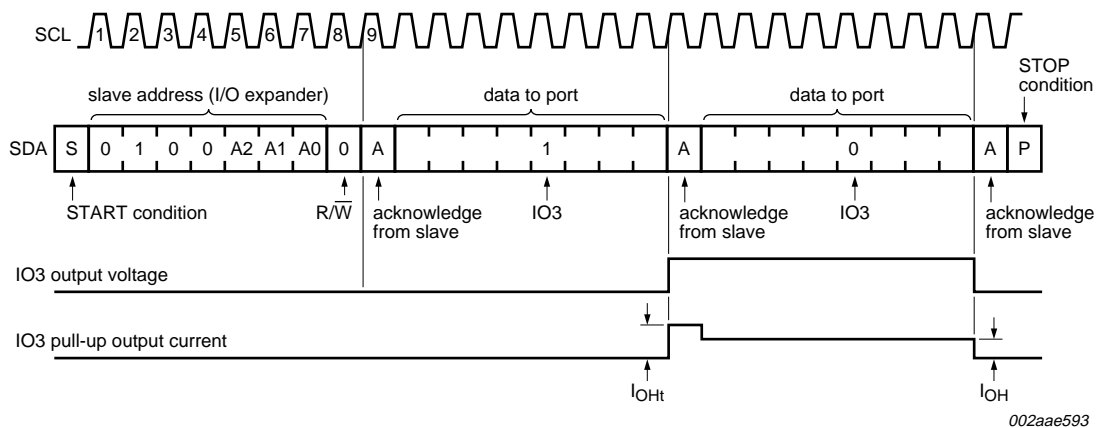 SCL 1 2 3 4 5 6 7 8 9
STOP
condition
slave address (I/O expander) data to port data to port
SDA S 0 1 0 0 A2 A1 A0 0 A 1 A 0 A P
START condition R/W̅ acknowledge
from slave IO3 acknowledge
from slave IO3 acknowledge
from slave
IO3 output voltage
IO3 pull-up output current
IOHt IOH
002aae593